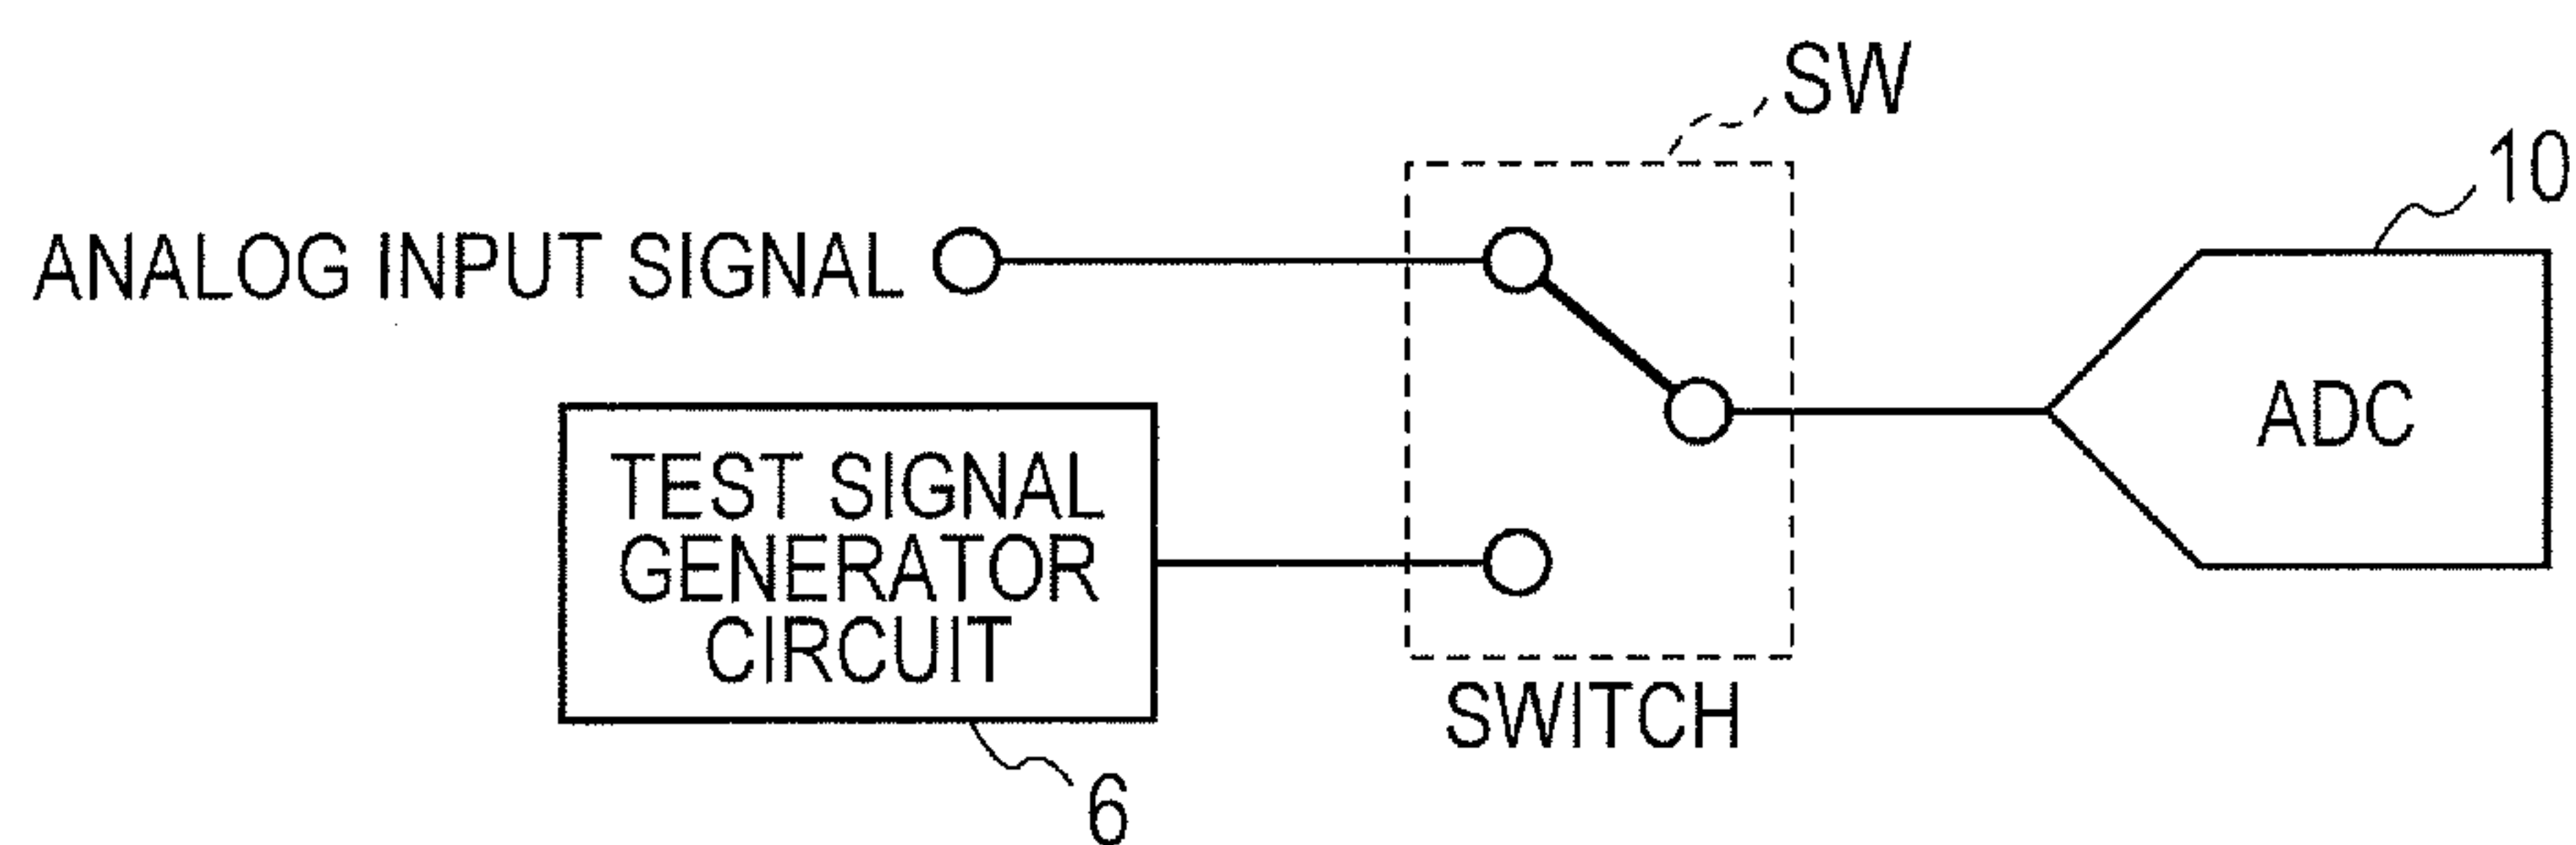 SW
10
ANALOG INPUT SIGNAL
ADC
TEST SIGNAL
GENERATOR
CIRCUIT
SWITCH
6